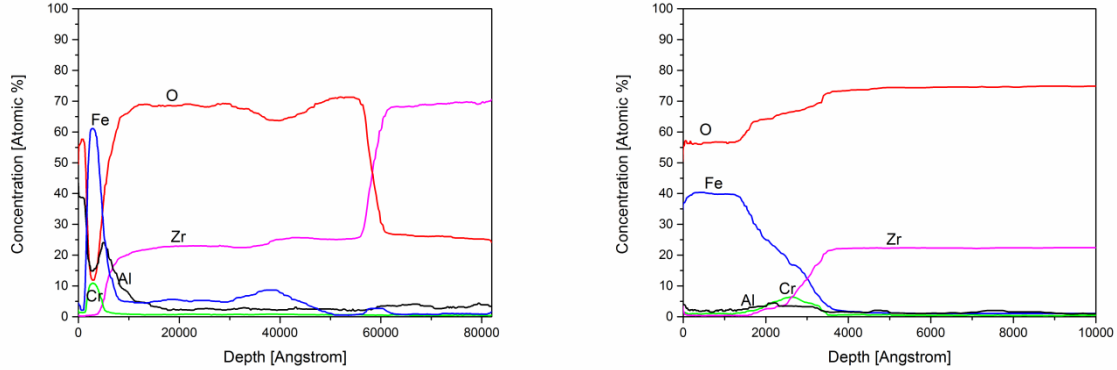 100
90
80
70
60
50
40
30
20
10
0
Concentration [Atomic %]
O
Fe
Zr
Al
Cr
0 20000 40000 60000 80000
Depth [Angstrom]
100
90
80
70
60
50
40
30
20
10
0
Concentration [Atomic %]
O
Fe
Zr
Cr
Al
0 2000 4000 6000 8000 10000
Depth [Angstrom]